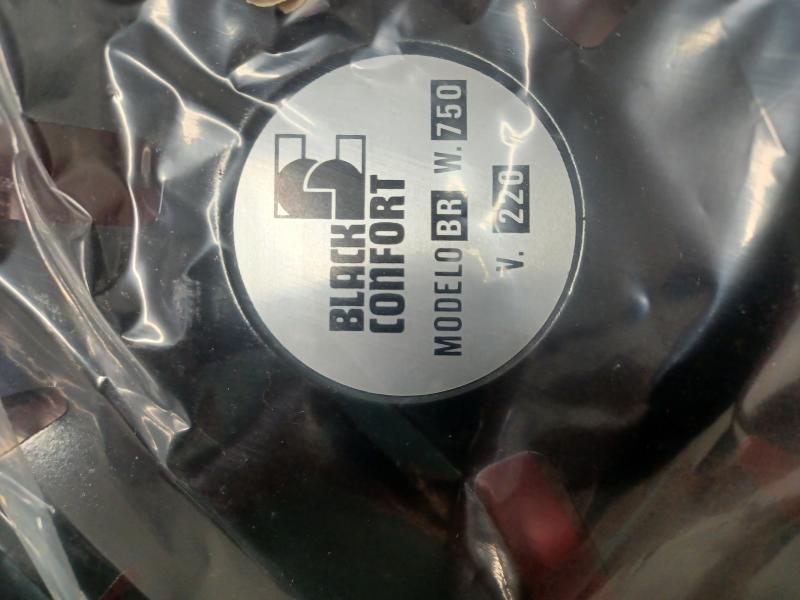 BLACK
CONFORT
MODELO BR W. 750
V. 220